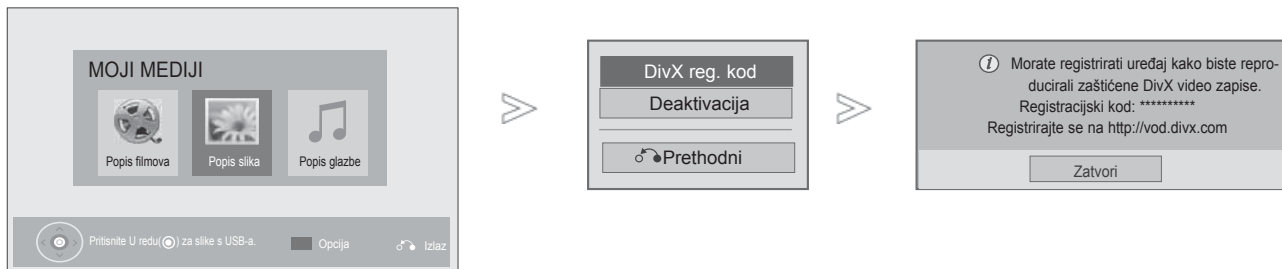 MOJI MEDIJI
Popis filmova
Popis slika
Popis glazbe
Pritisnite U redu(◉) za slike s USB-a.
Opcija
Izlaz
DivX reg. kod
Deaktivacija
Prethodni
Morate registrirati uređaj kako biste repro-
ducirali zaštićene DivX video zapise.
Registracijski kod: **********
Registrirajte se na http://vod.divx.com
Zatvori